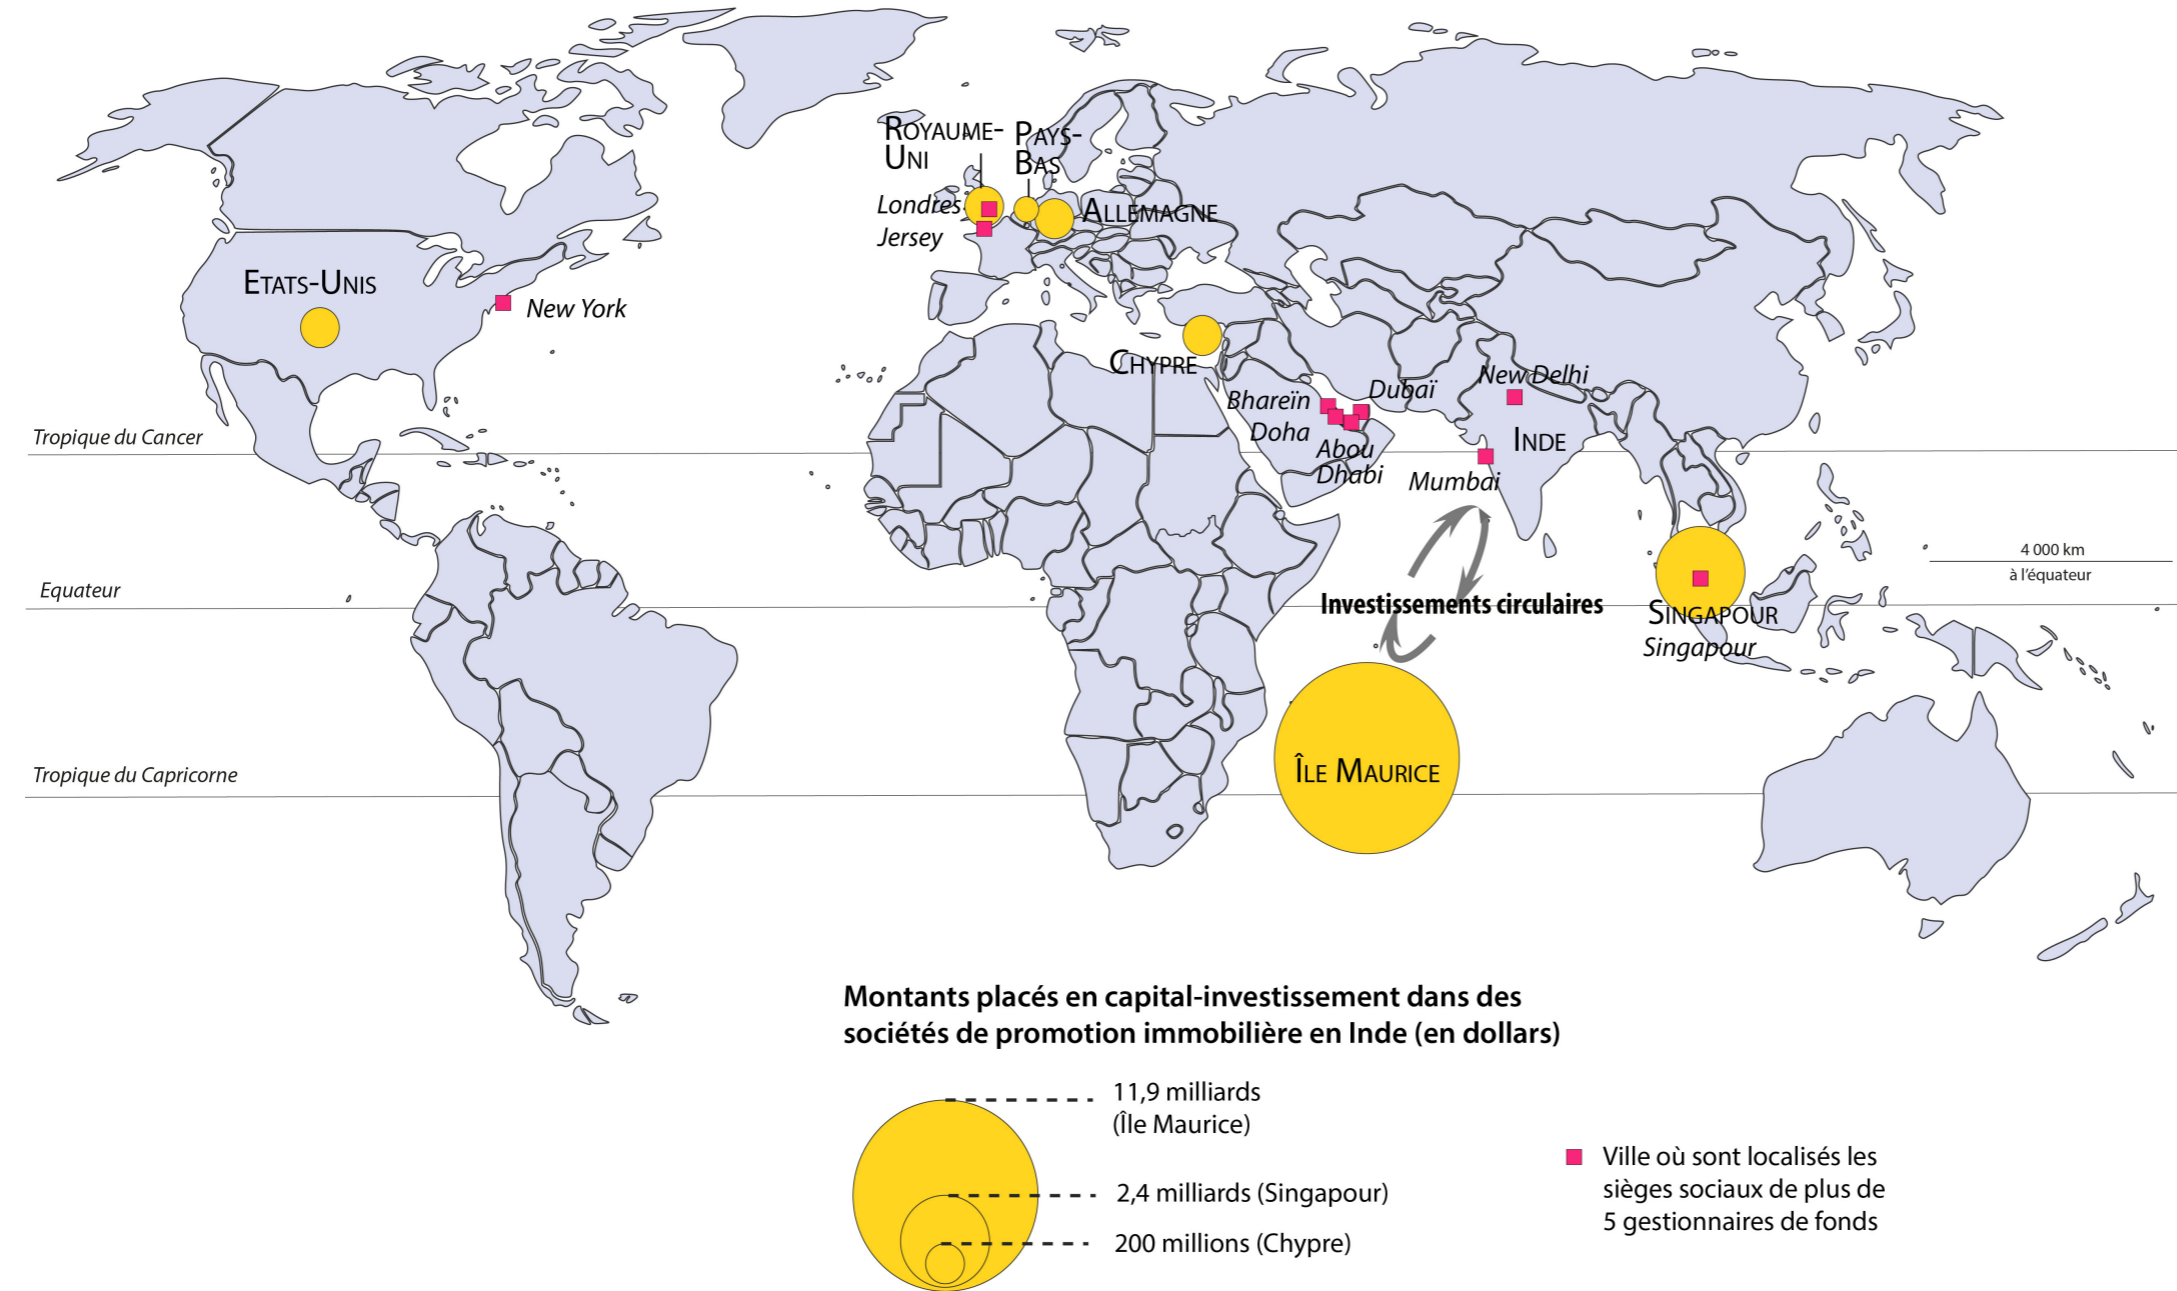 ROYAUME-
UNI
PAYS-
BAS
Londres
Jersey
ALLEMAGNE
ETATS-UNIS
New York
CHYPRE
New Delhi
Dubaï
Bhareïn
Doha
Abou
Dhabi
INDE
Mumbai
Tropique du Cancer
4 000 km
à l'équateur
Equateur
Investissements circulaires
SINGAPOUR
Singapour
ÎLE MAURICE
Tropique du Capricorne
Montants placés en capital-investissement dans des
sociétés de promotion immobilière en Inde (en dollars)
11,9 milliards
(Île Maurice)
2,4 milliards (Singapour)
200 millions (Chypre)
Ville où sont localisés les
sièges sociaux de plus de
5 gestionnaires de fonds